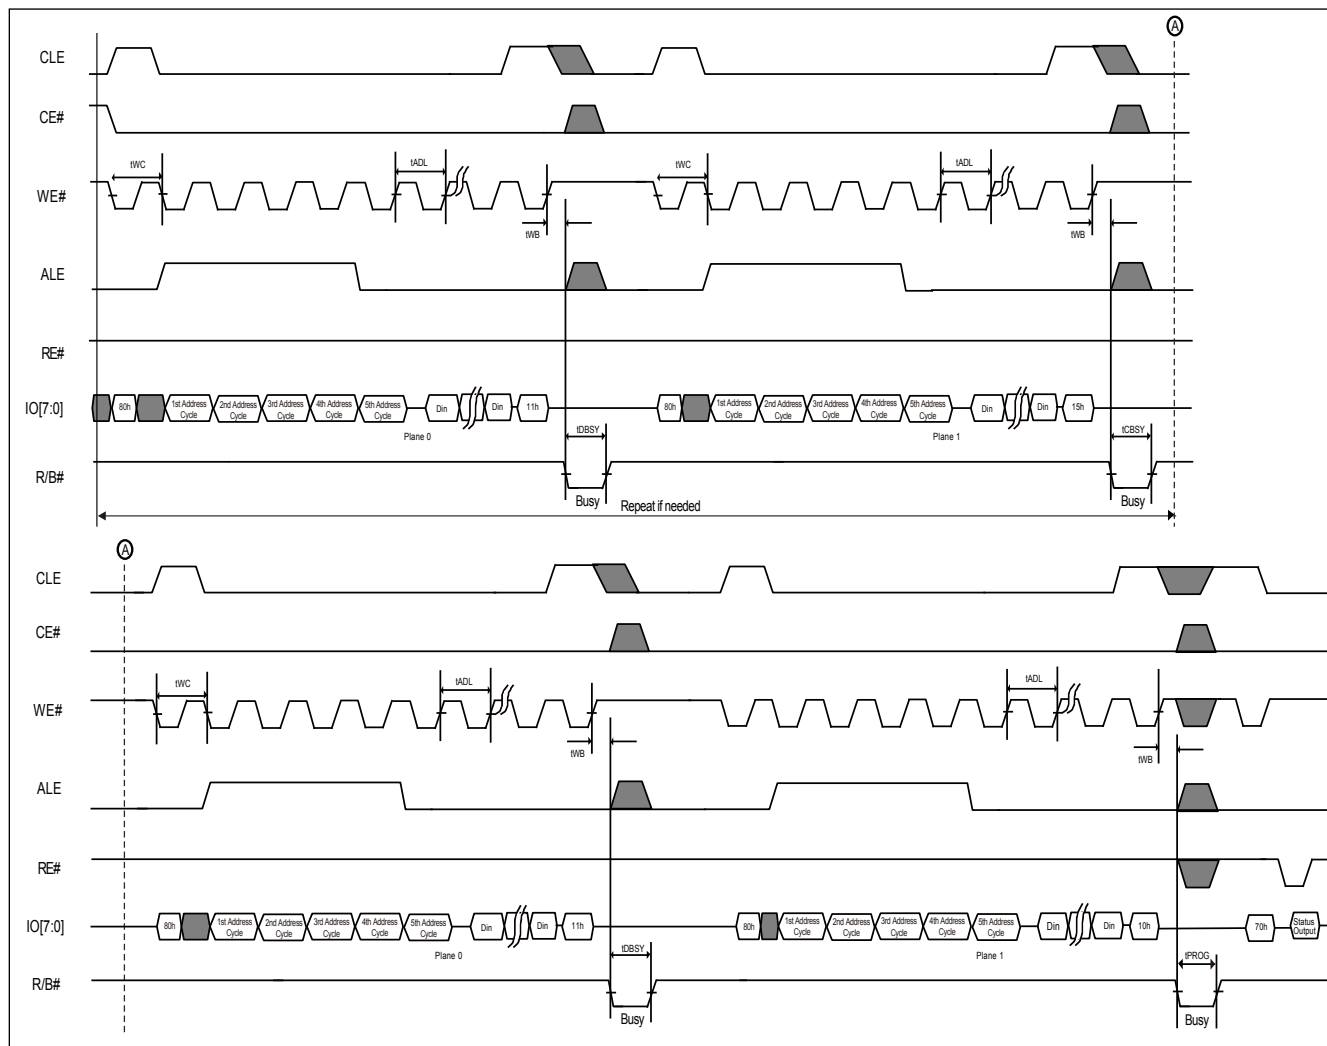 A
CLE
CE#
tWC
tADL
tWC
tADL
WE#
tWB
tWB
ALE
RE#
IO[7:0]
80h
1st Address Cycle
2nd Address Cycle
3rd Address Cycle
4th Address Cycle
5th Address Cycle
Din
Din
11h
80h
1st Address Cycle
2nd Address Cycle
3rd Address Cycle
4th Address Cycle
5th Address Cycle
Din
Din
15h
Plane 0
tDBSY
Plane 1
tCBSY
R/B#
Busy
Busy
Repeat if needed
A
CLE
CE#
tWC
tADL
tADL
WE#
tWB
tWB
ALE
RE#
IO[7:0]
80h
1st Address Cycle
2nd Address Cycle
3rd Address Cycle
4th Address Cycle
5th Address Cycle
Din
Din
11h
80h
1st Address Cycle
2nd Address Cycle
3rd Address Cycle
4th Address Cycle
5th Address Cycle
Din
Din
10h
70h
Status Output
Plane 0
tDBSY
Plane 1
tPROG
R/B#
Busy
Busy